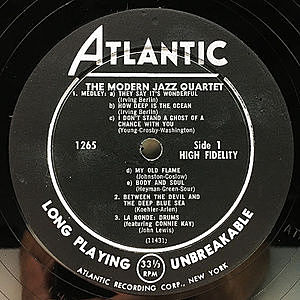 ATLANTIC
THE MODERN JAZZ QUARTET
1. MEDLEY: a) THEY SAY IT'S WONDERFUL
(Irving Berlin)
b) HOW DEEP IS THE OCEAN
(Irving Berlin)
c) I DON'T STAND A GHOST OF A
CHANCE WITH YOU
(Young-Crosby-Washington)
1265
Side 1
HIGH FIDELITY
d) MY OLD FLAME
(Johnston-Coslow)
e) BODY AND SOUL
(Heyman-Green-Sour)
2. BETWEEN THE DEVIL AND
THE DEEP BLUE SEA
(Koehler-Arlen)
3. LA RONDE: DRUMS
(featuring CONNIE KAY)
(John Lewis)
(11431)
LONG PLAYING 33⅓ RPM UNBREAKABLE
ATLANTIC RECORDING CORP., NEW YORK